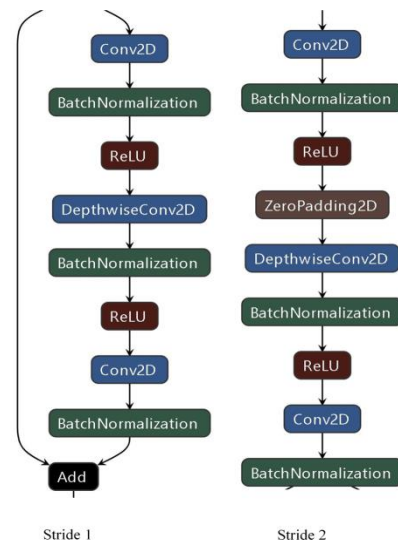 Conv2D
BatchNormalization
ReLU
DepthwiseConv2D
BatchNormalization
ReLU
Conv2D
BatchNormalization
Add
Stride 1
Conv2D
BatchNormalization
ReLU
ZeroPadding2D
DepthwiseConv2D
BatchNormalization
ReLU
Conv2D
BatchNormalization
Stride 2